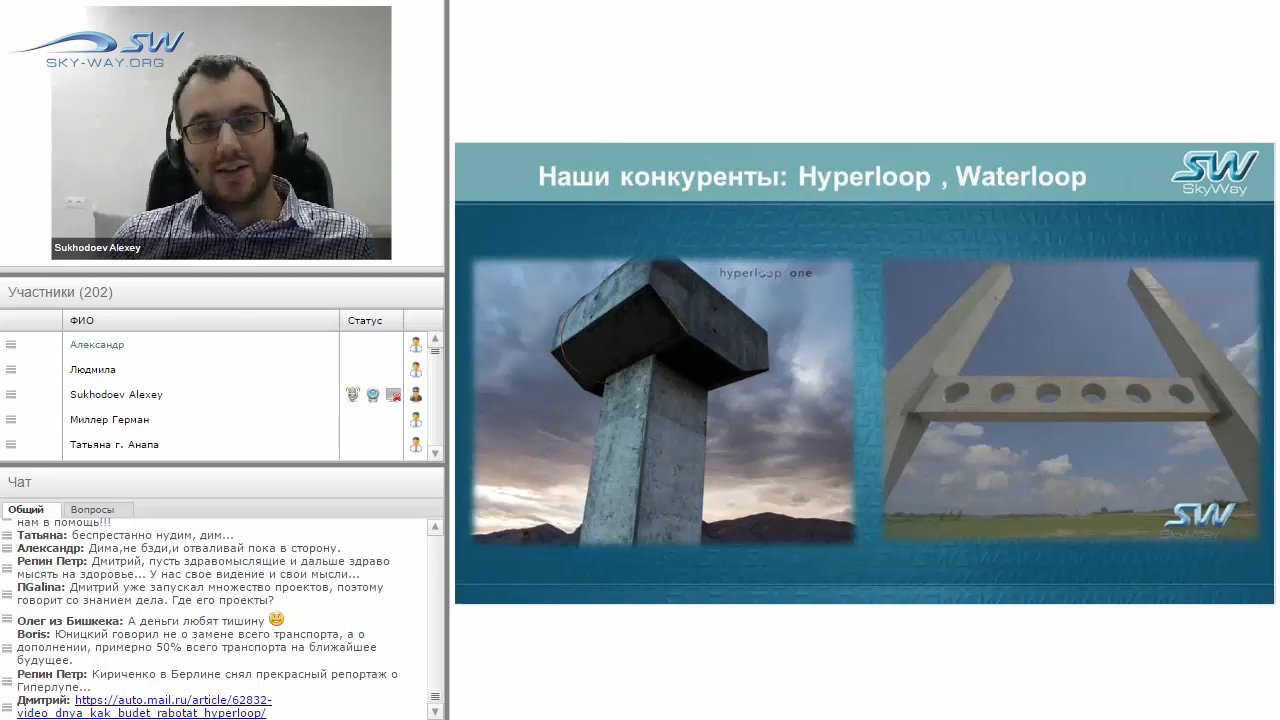 SW
SKY-WAY.ORG
Sukhodoev Alexey
Участники (202)
ФИО
Статус
Александр
Людмила
Sukhodoev Alexey
Миллер Герман
Татьяна г. Анапа
Чат
Общий
Вопросы
нам в помощь!!!
Татьяна: беспрестанно нудим, дим...
Александр: Дима,не бзди,и отваливай пока в сторону.
Репин Петр: Дмитрий, пусть здравомыслящие и дальше здраво
мысять на здоровье... У нас свое видение и свои мысли...
ПGalina: Дмитрий уже запускал множество проектов, поэтому
говорит со знанием дела. Где его проекты?
Олег из Бишкека: А деньги любят тишину
Boris: Юницкий говорил не о замене всего транспорта, а о
дополнении, примерно 50% всего транспорта на ближайшее
будущее.
Репин Петр: Кириченко в Берлине снял прекрасный репортаж о
Гиперлупе...
Дмитрий: https://auto.mail.ru/article/62832-
video_dnya_kak_budet_rabotat_hyperloop/
Наши конкуренты: Hyperloop , Waterloop
SW
SkyWay
hyperloop one
SW
SkyWay